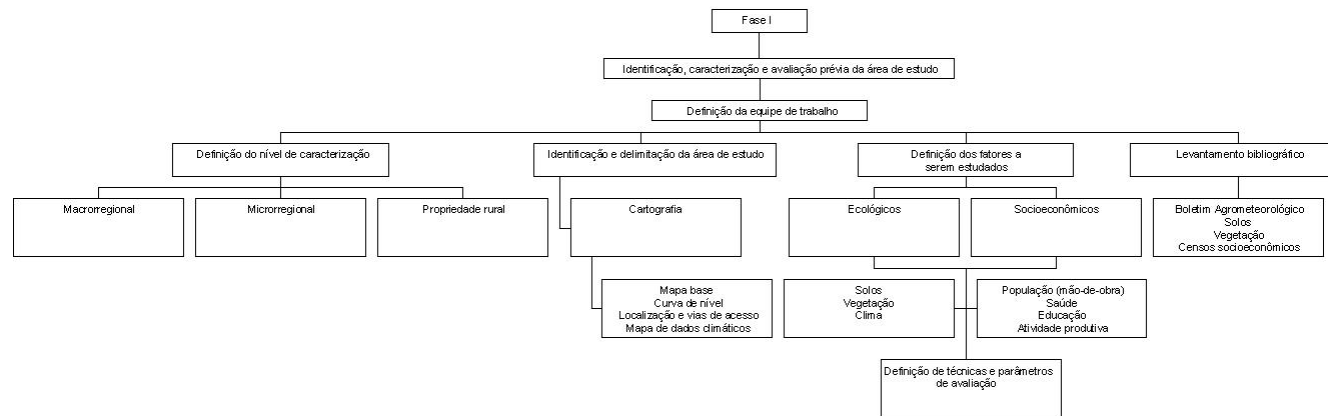 Fase I
Identificação, caracterização e avaliação prévia da área de estudo
Definição da equipe de trabalho
Definição do nível de caracterização
Identificação e delimitação da área de estudo
Definição dos fatores a
serem estudados
Levantamento bibliográfico
Macrorregional
Microrregional
Propriedade rural
Cartografia
Ecológicos
Socioeconômicos
Boletim Agrometeorológico
Solos
Vegetação
Censos socioeconômicos
Mapa base
Curva de nível
Localização e vias de acesso
Mapa de dados climáticos
Solos
Vegetação
Clima
População (mão-de-obra)
Saúde
Educação
Atividade produtiva
Definição de técnicas e parâmetros
de avaliação